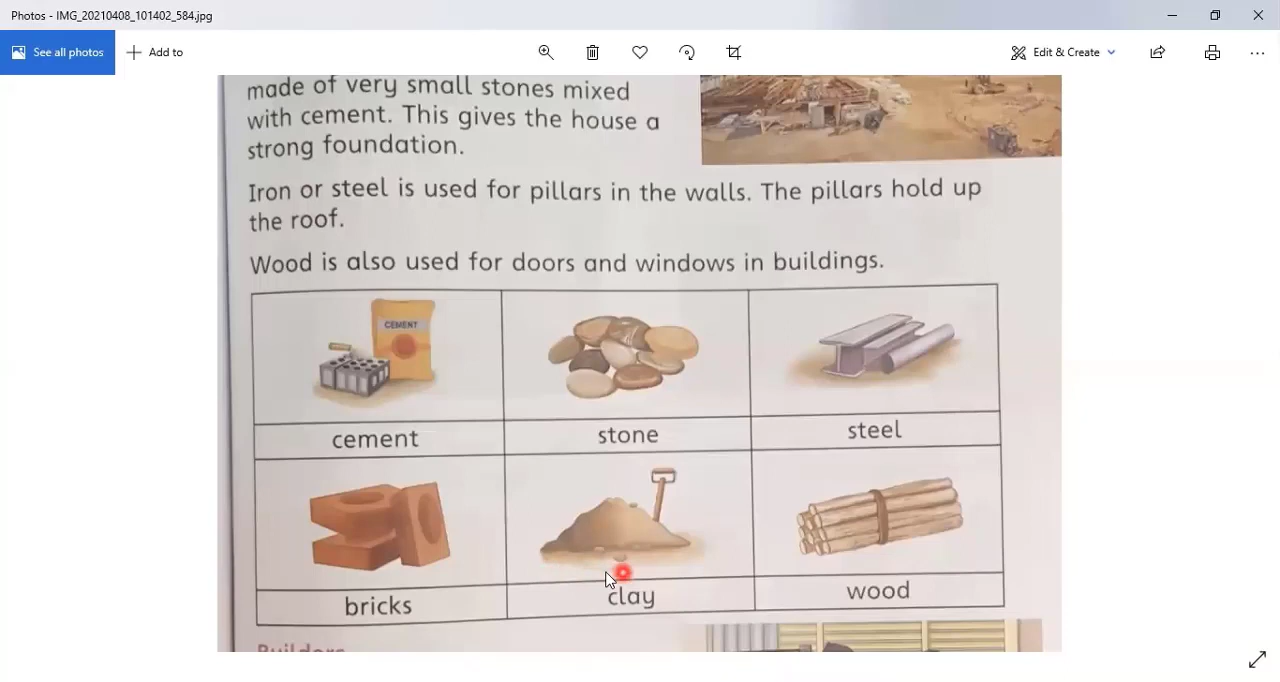 Photos - IMG_20210408_101402_584.jpg
See all photos
Add to
Edit & Create
made of very small stones mixed
with cement. This gives the house a
strong foundation.
Iron or steel is used for pillars in the walls. The pillars hold up
the roof.
Wood is also used for doors and windows in buildings.
CEMENT
cement
stone
steel
bricks
clay
wood
Builders